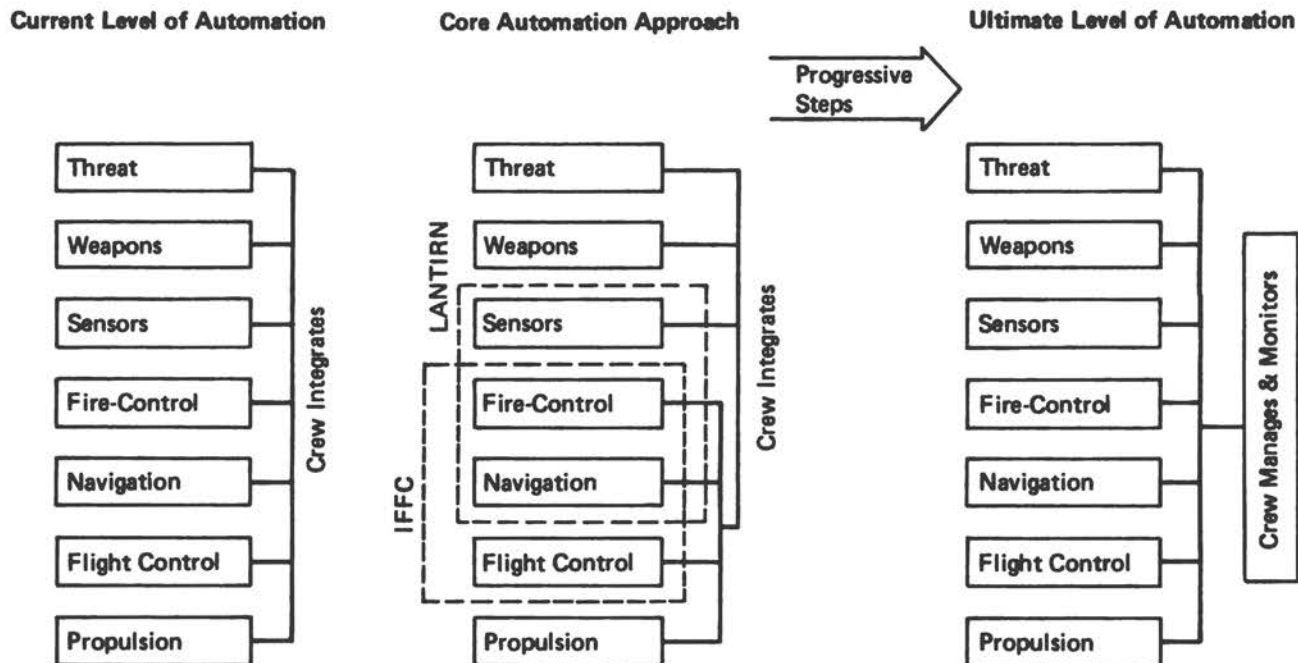 Current Level of Automation
Core Automation Approach
Ultimate Level of Automation
Progressive
Steps
Threat
Weapons
Sensors
Fire-Control
Navigation
Flight Control
Propulsion
Crew Integrates
LANTIRN
IFFC
Threat
Weapons
Sensors
Fire-Control
Navigation
Flight Control
Propulsion
Crew Integrates
Threat
Weapons
Sensors
Fire-Control
Navigation
Flight Control
Propulsion
Crew Manages & Monitors